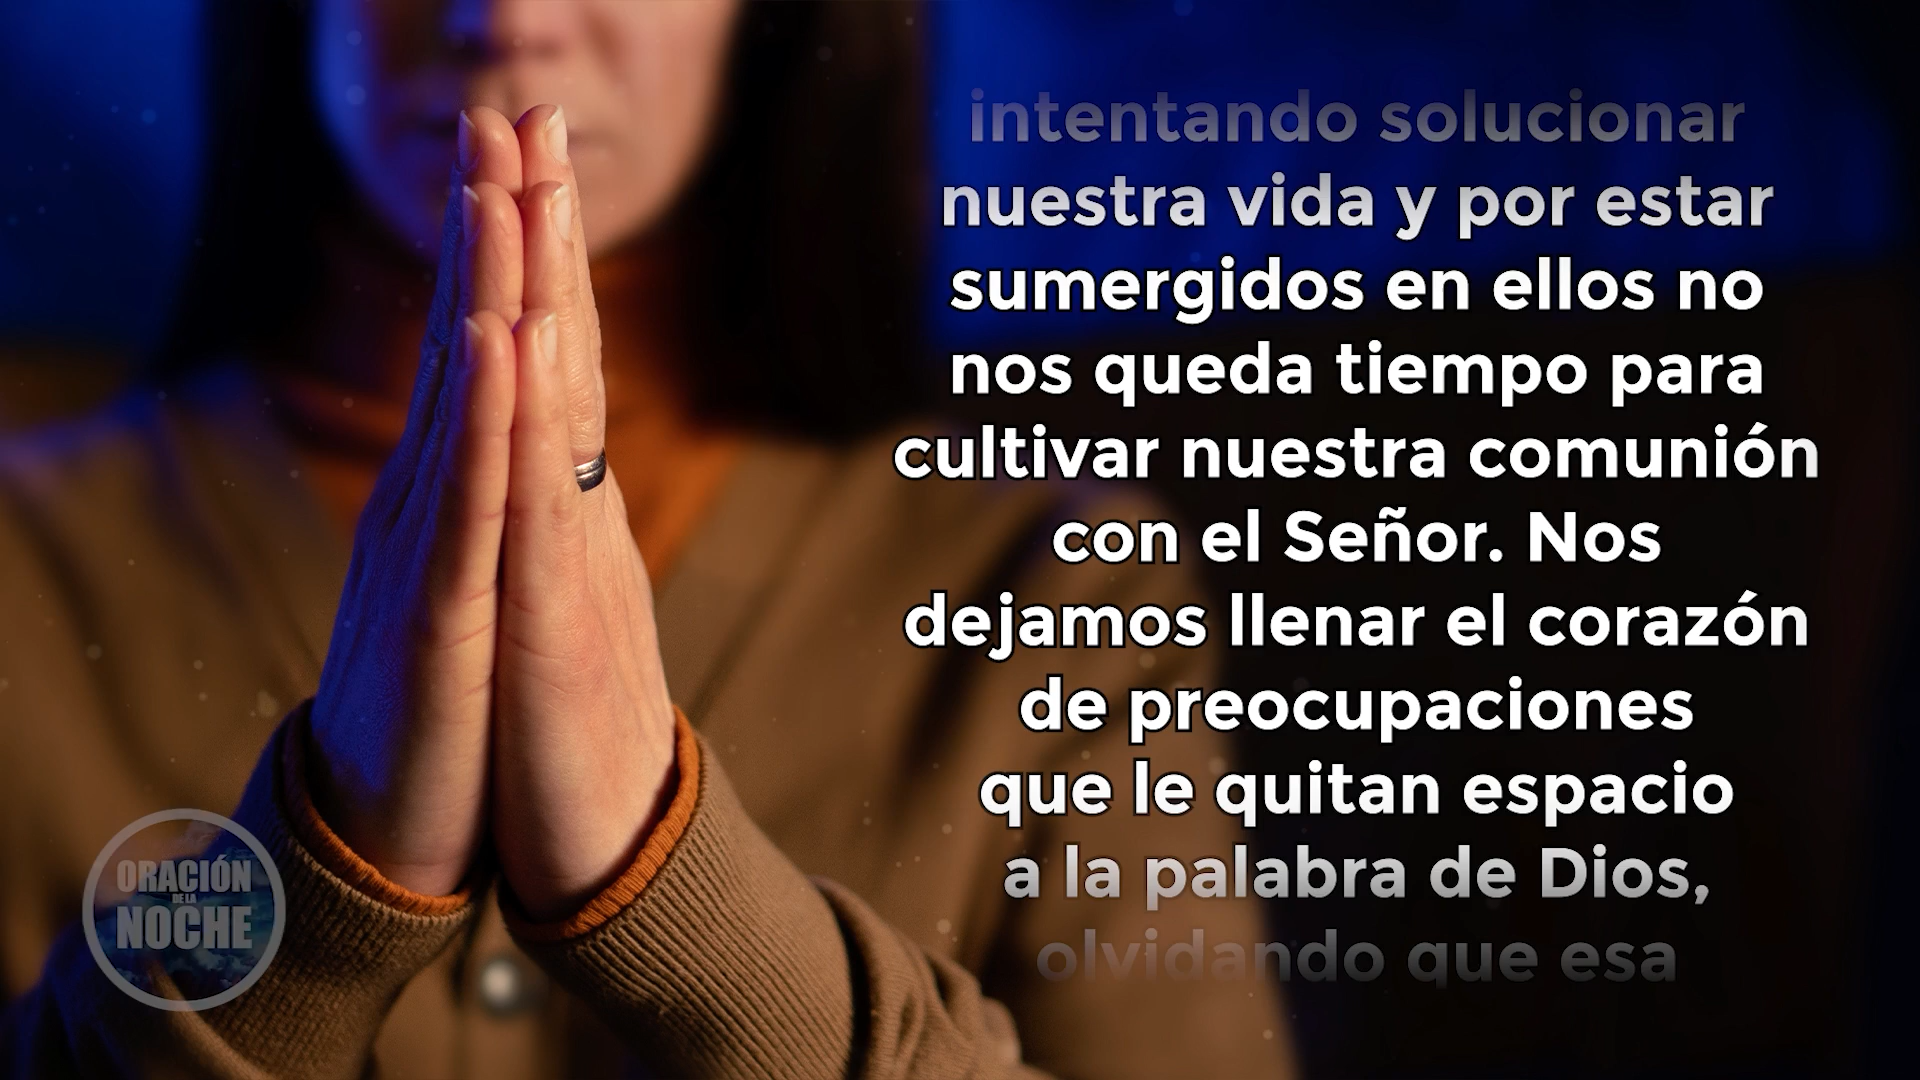 intentando solucionar
nuestra vida y por estar
sumergidos en ellos no
nos queda tiempo para
cultivar nuestra comunión
con el Señor. Nos
dejamos llenar el corazón
de preocupaciones
que le quitan espacio
a la palabra de Dios,
olvidando que esa
ORACIÓN
DE LA
NOCHE